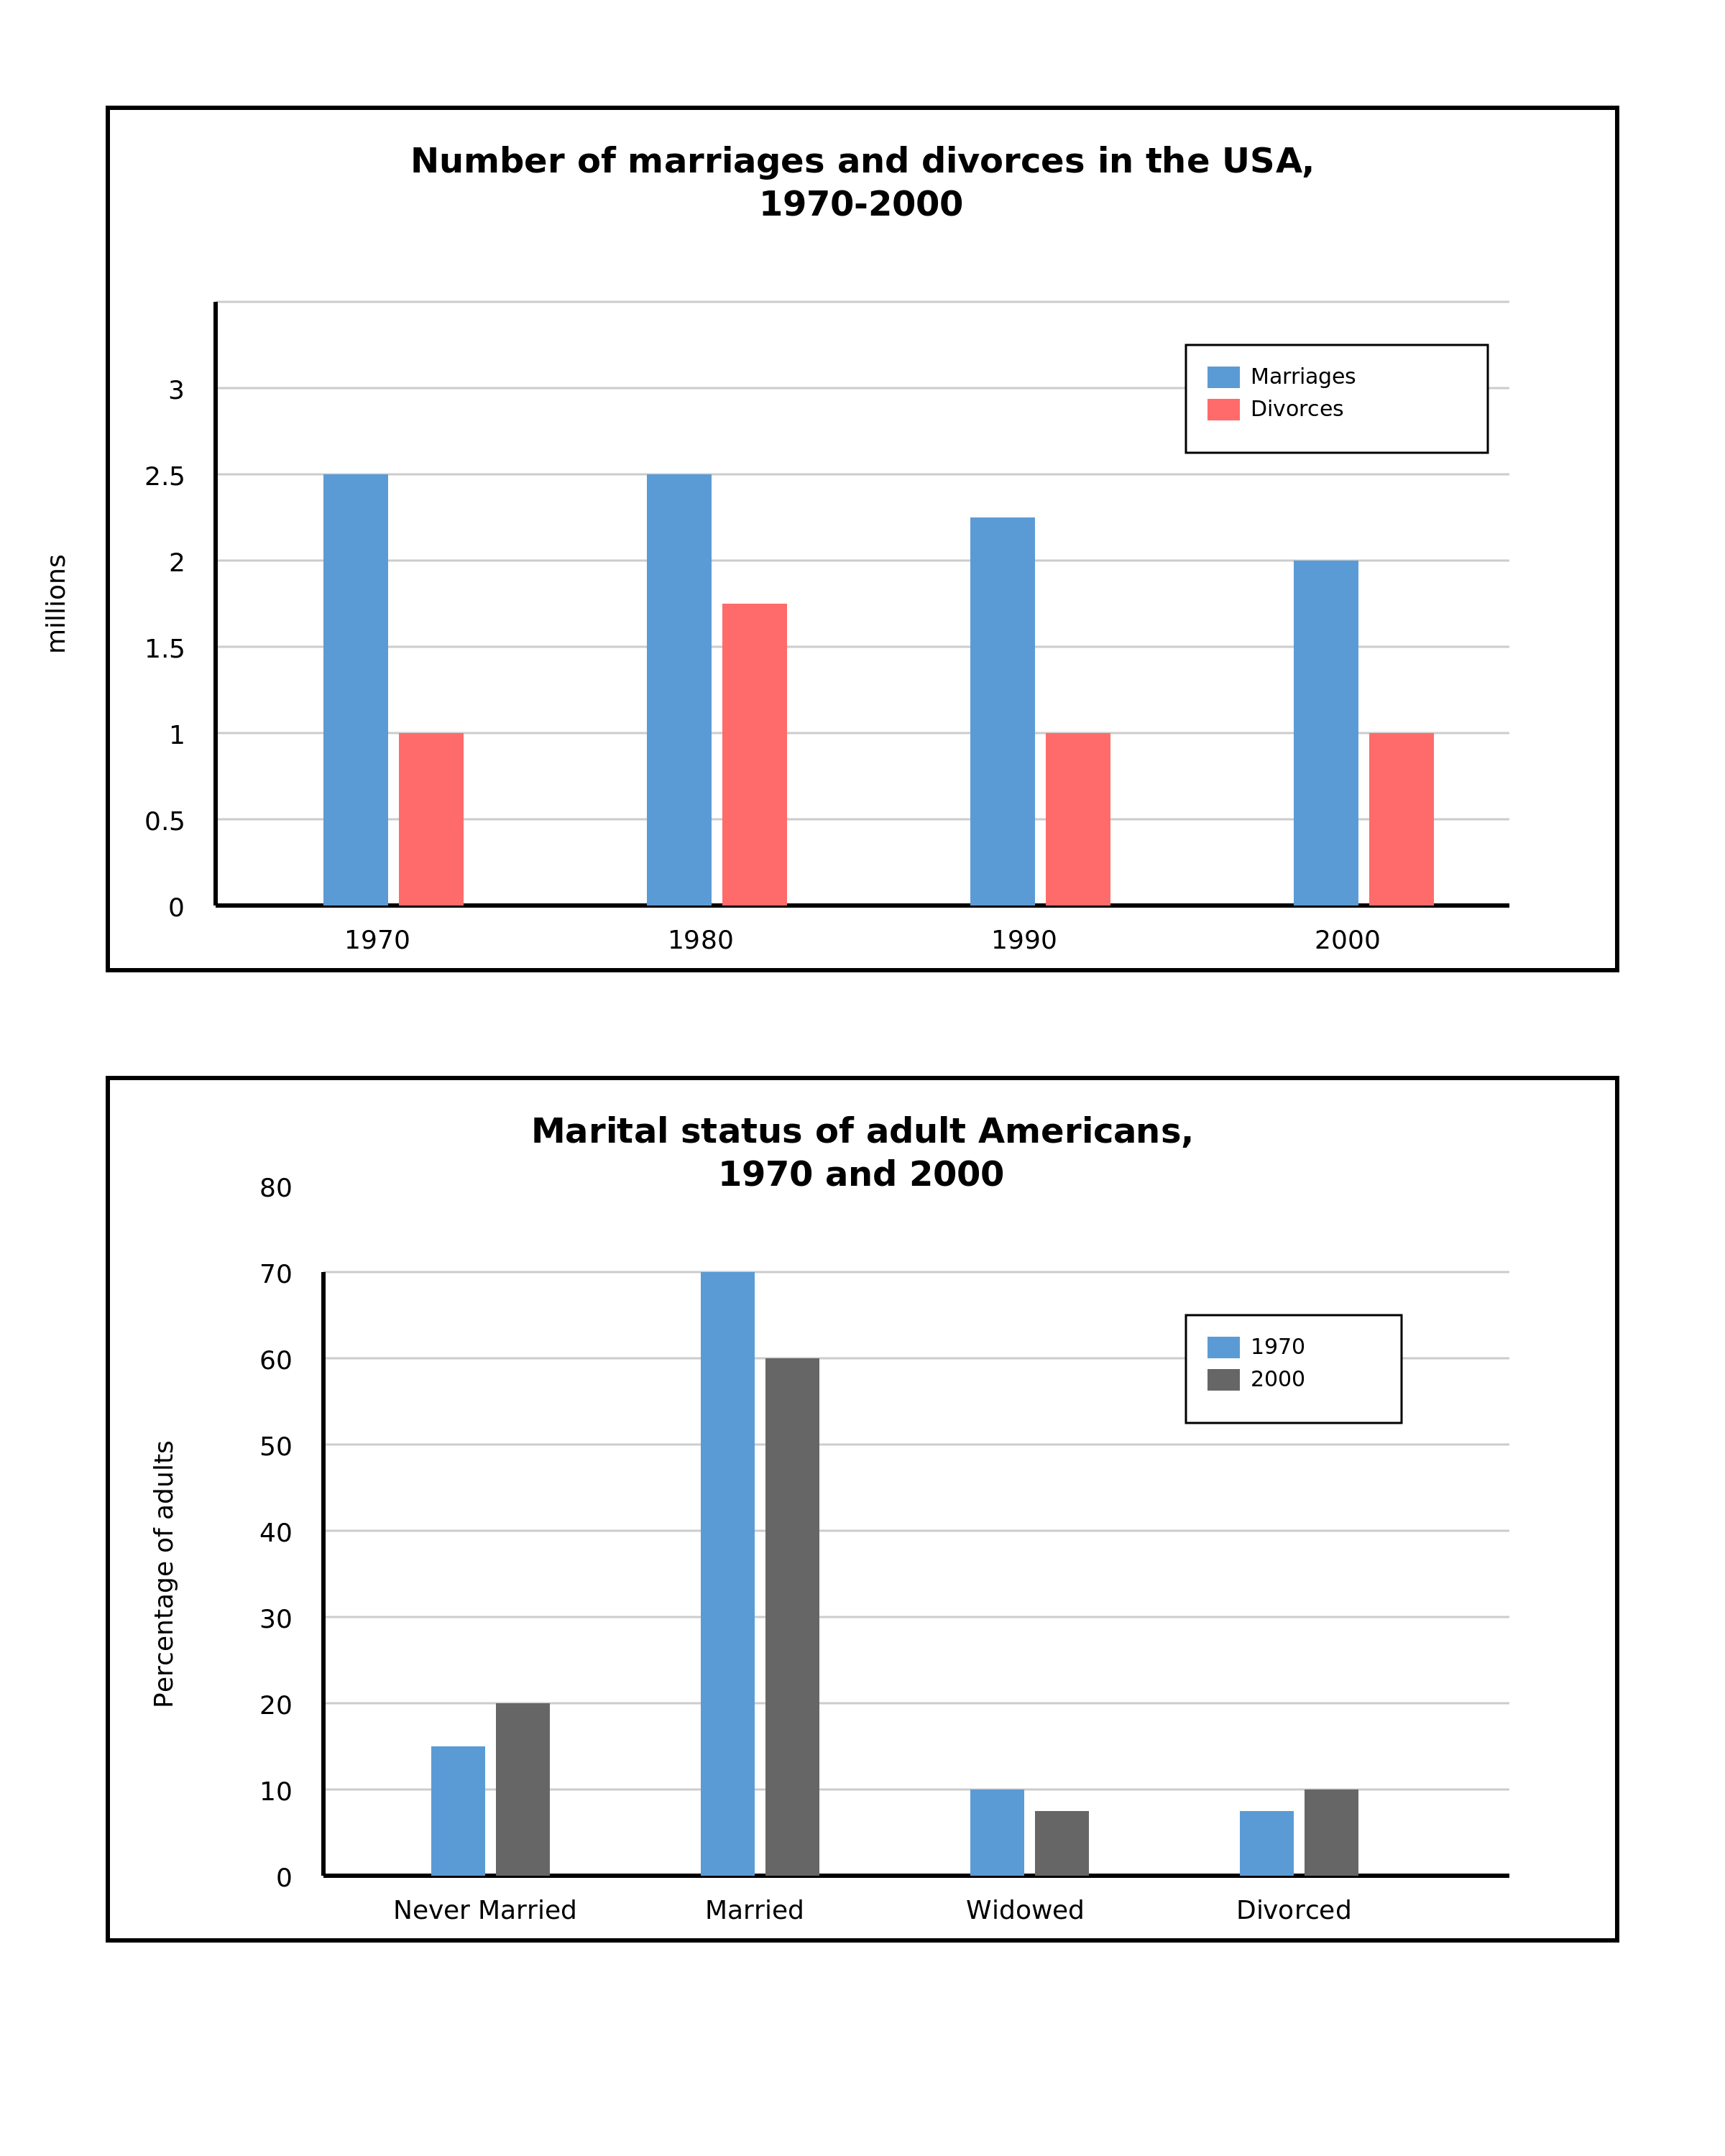 Number of marriages and divorces in the USA,
1970-2000
Marriages
Divorces
3
2.5
2
1.5
1
0.5
0
millions
1970 1980 1990 2000
Marital status of adult Americans,
1970 and 2000
80
70
60
50
40
30
20
10
0
1970
2000
Percentage of adults
Never Married Married Widowed Divorced